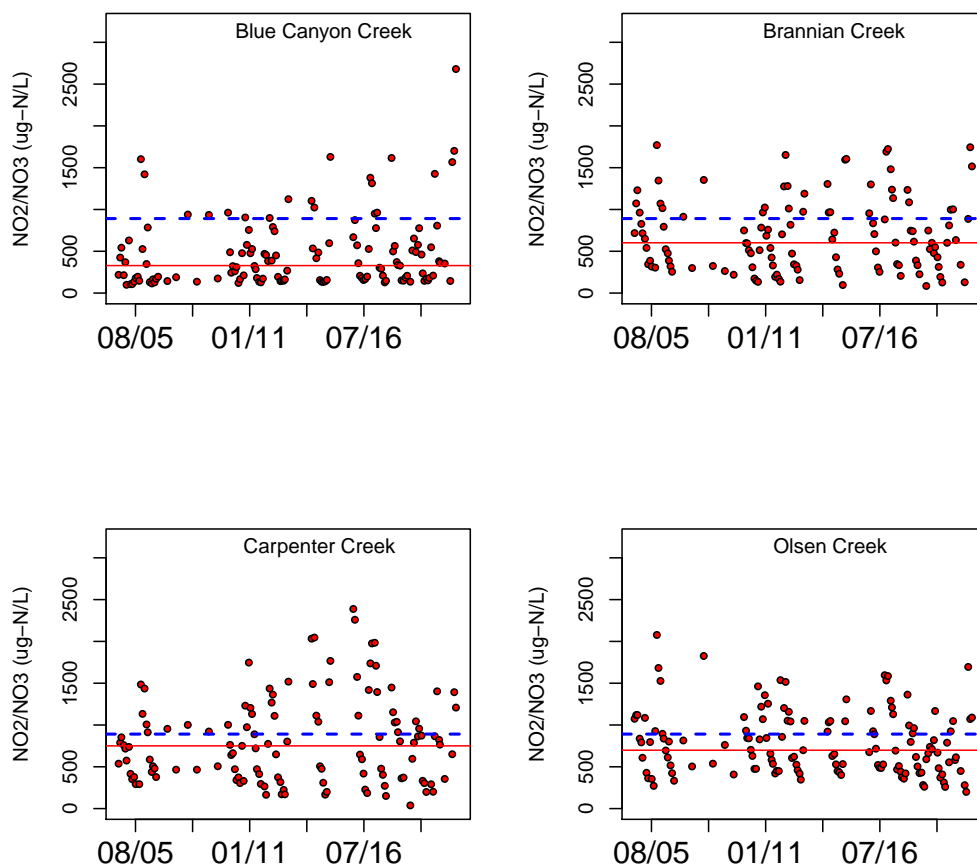 Blue Canyon Creek
NO2/NO3 (ug−N/L)
2500
1500
500
0
08/05 01/11 07/16
Brannian Creek
NO2/NO3 (ug−N/L)
2500
1500
500
0
08/05 01/11 07/16
Carpenter Creek
NO2/NO3 (ug−N/L)
2500
1500
500
0
08/05 01/11 07/16
Olsen Creek
NO2/NO3 (ug−N/L)
2500
1500
500
0
08/05 01/11 07/16